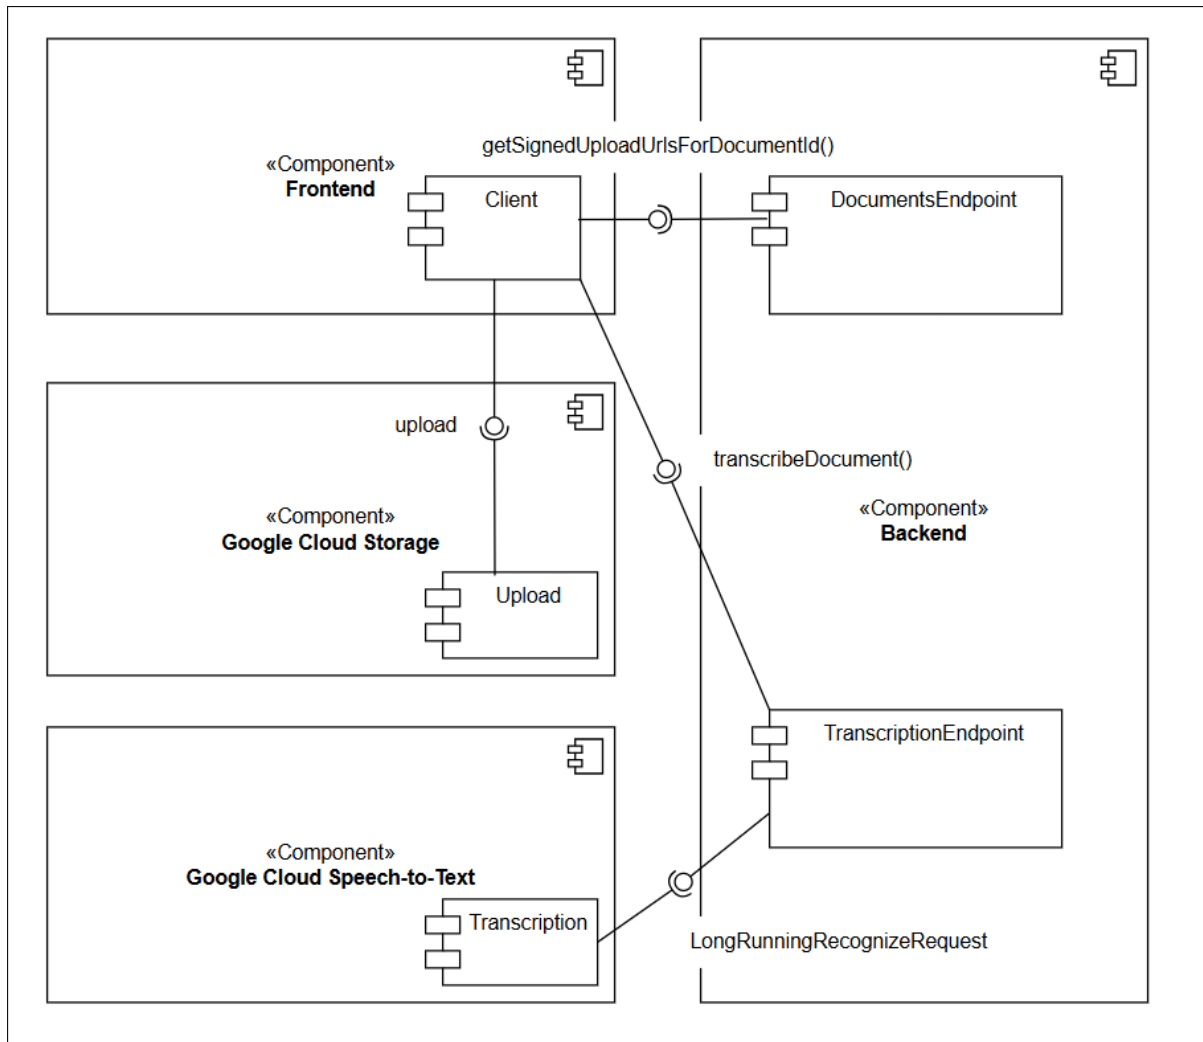 getSignedUploadUrlsForDocumentId()
«Component»
Frontend
Client
DocumentsEndpoint
upload
transcribeDocument()
«Component»
Backend
«Component»
Google Cloud Storage
Upload
TranscriptionEndpoint
«Component»
Google Cloud Speech-to-Text
Transcription
LongRunningRecognizeRequest